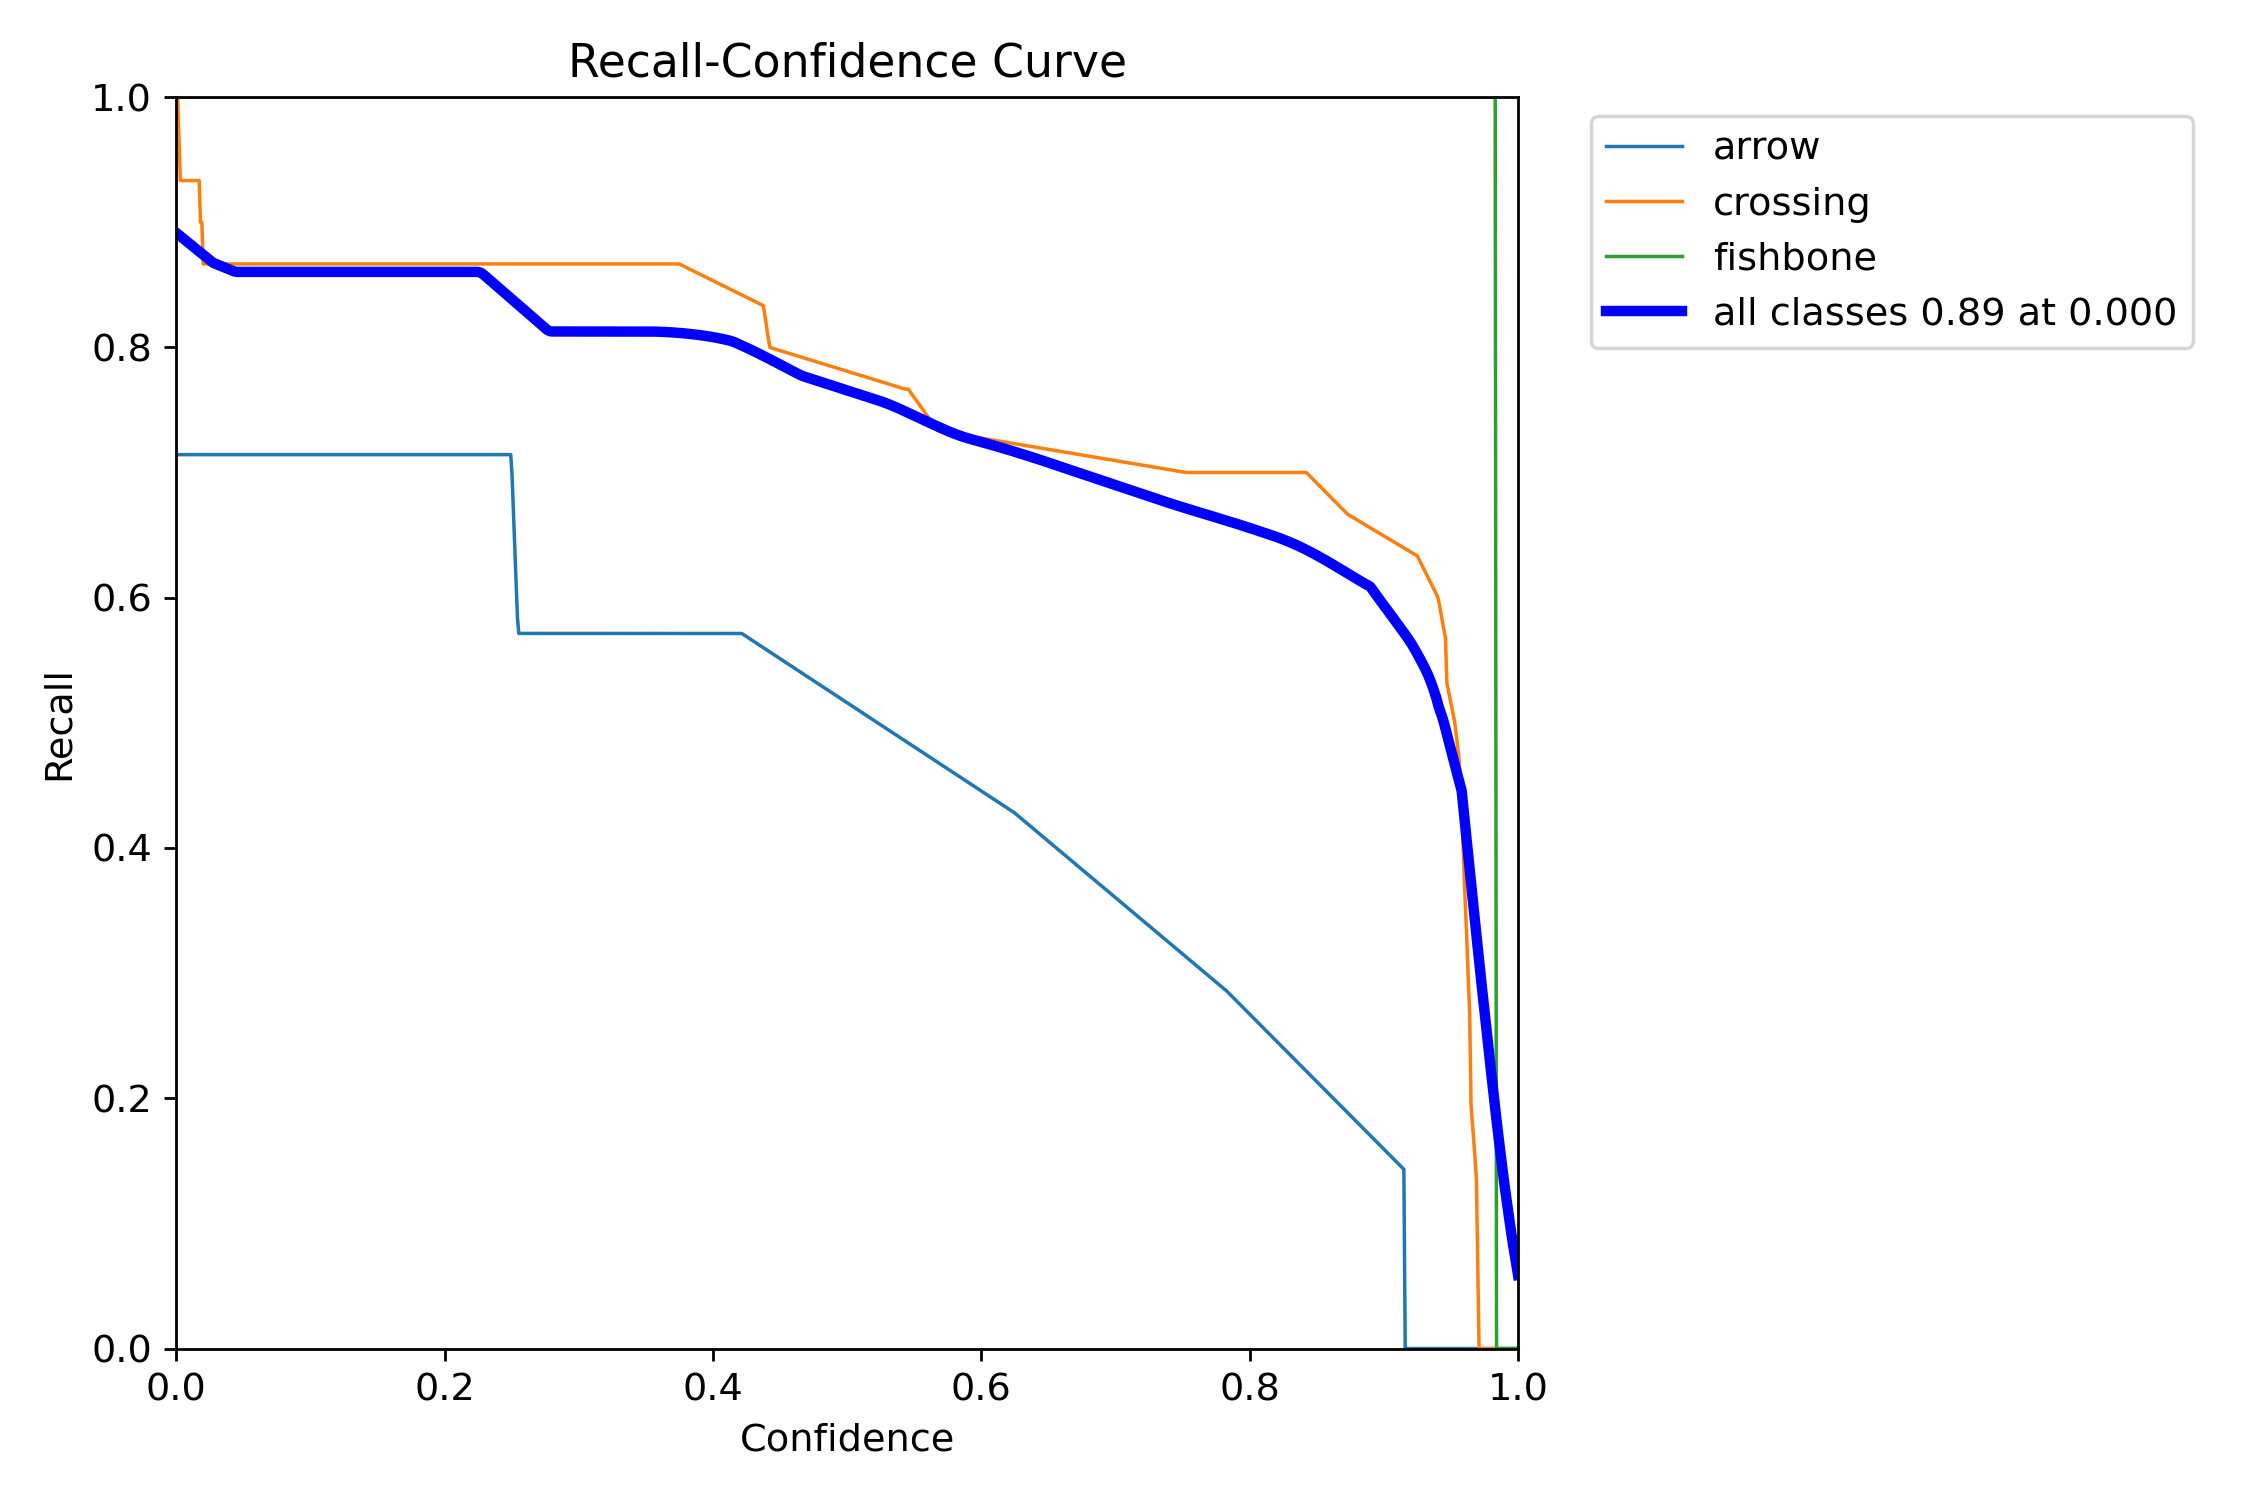 Recall-Confidence Curve
1.0
0.8
0.6
0.4
0.2
0.0
Recall
0.0 0.2 0.4 0.6 0.8 1.0
Confidence
arrow
crossing
fishbone
all classes 0.89 at 0.000